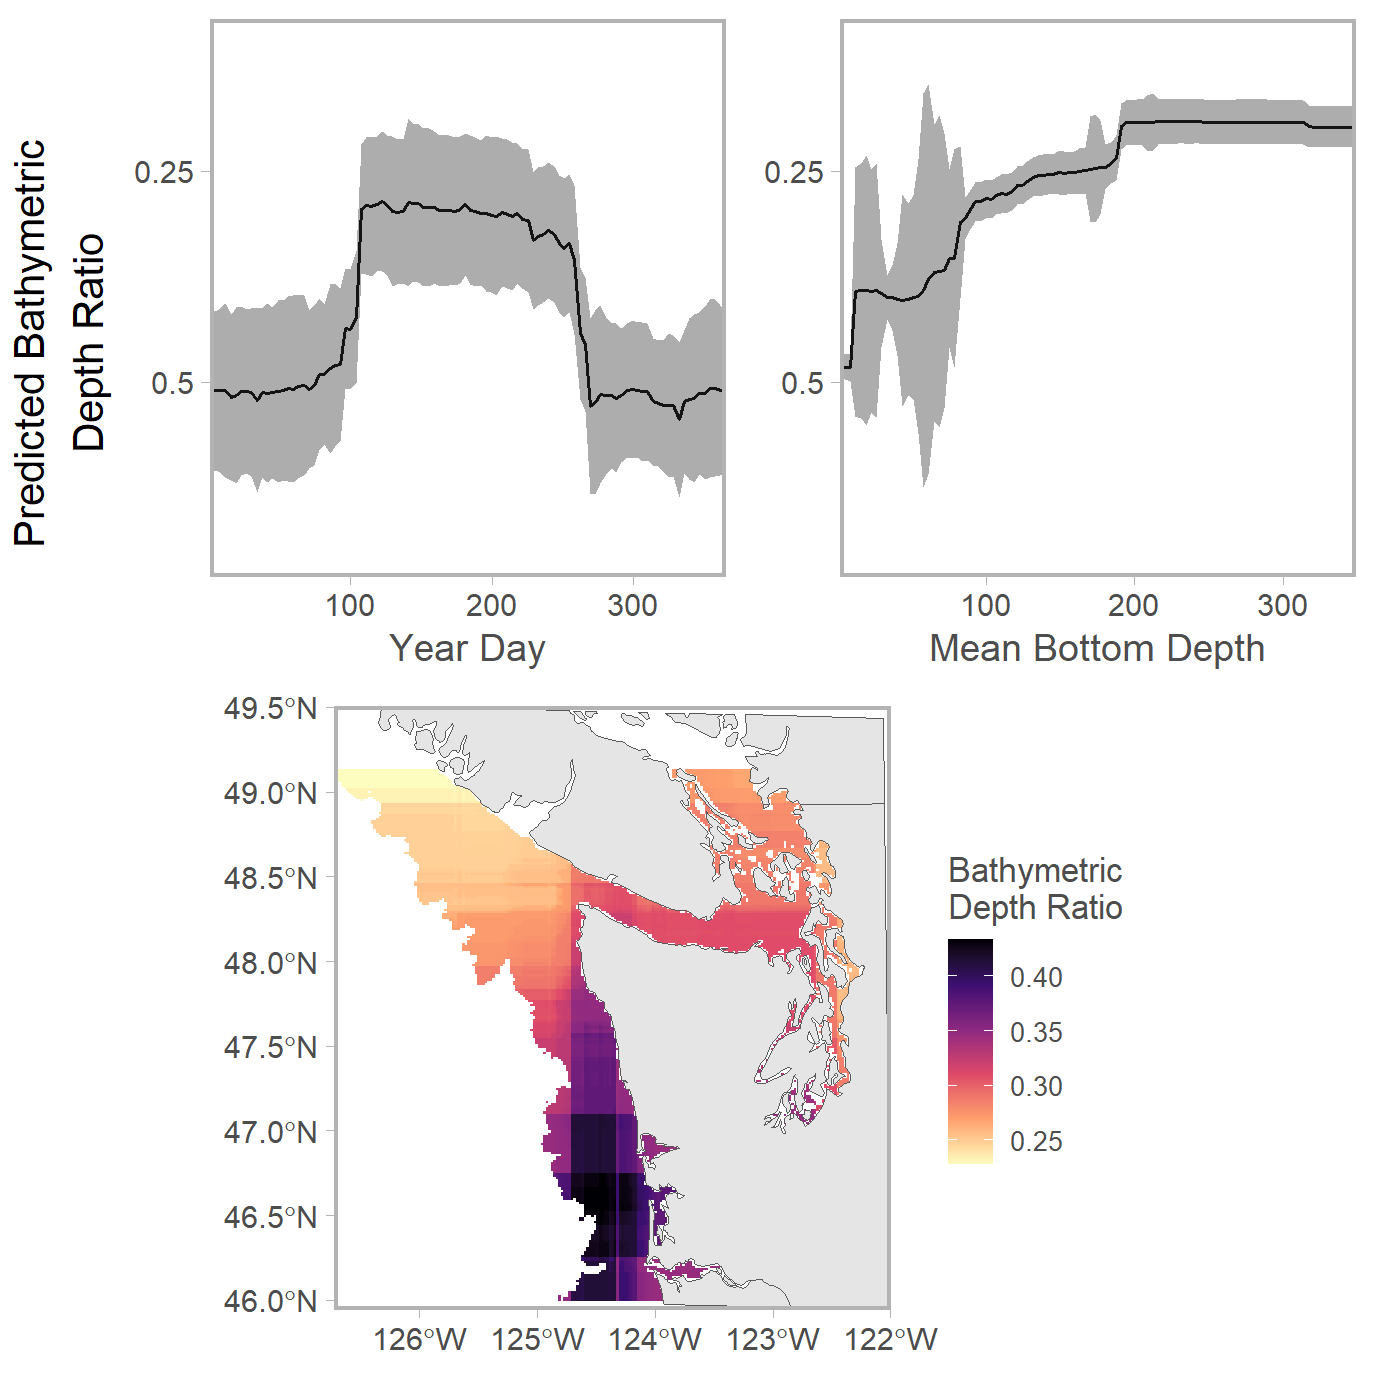 Predicted Bathymetric
Depth Ratio
0.25
0.5
100 200 300
Year Day
0.25
0.5
100 200 300
Mean Bottom Depth
49.5°N
49.0°N
48.5°N
48.0°N
47.5°N
47.0°N
46.5°N
46.0°N
126°W 125°W 124°W 123°W 122°W
Bathymetric
Depth Ratio
0.40
0.35
0.30
0.25